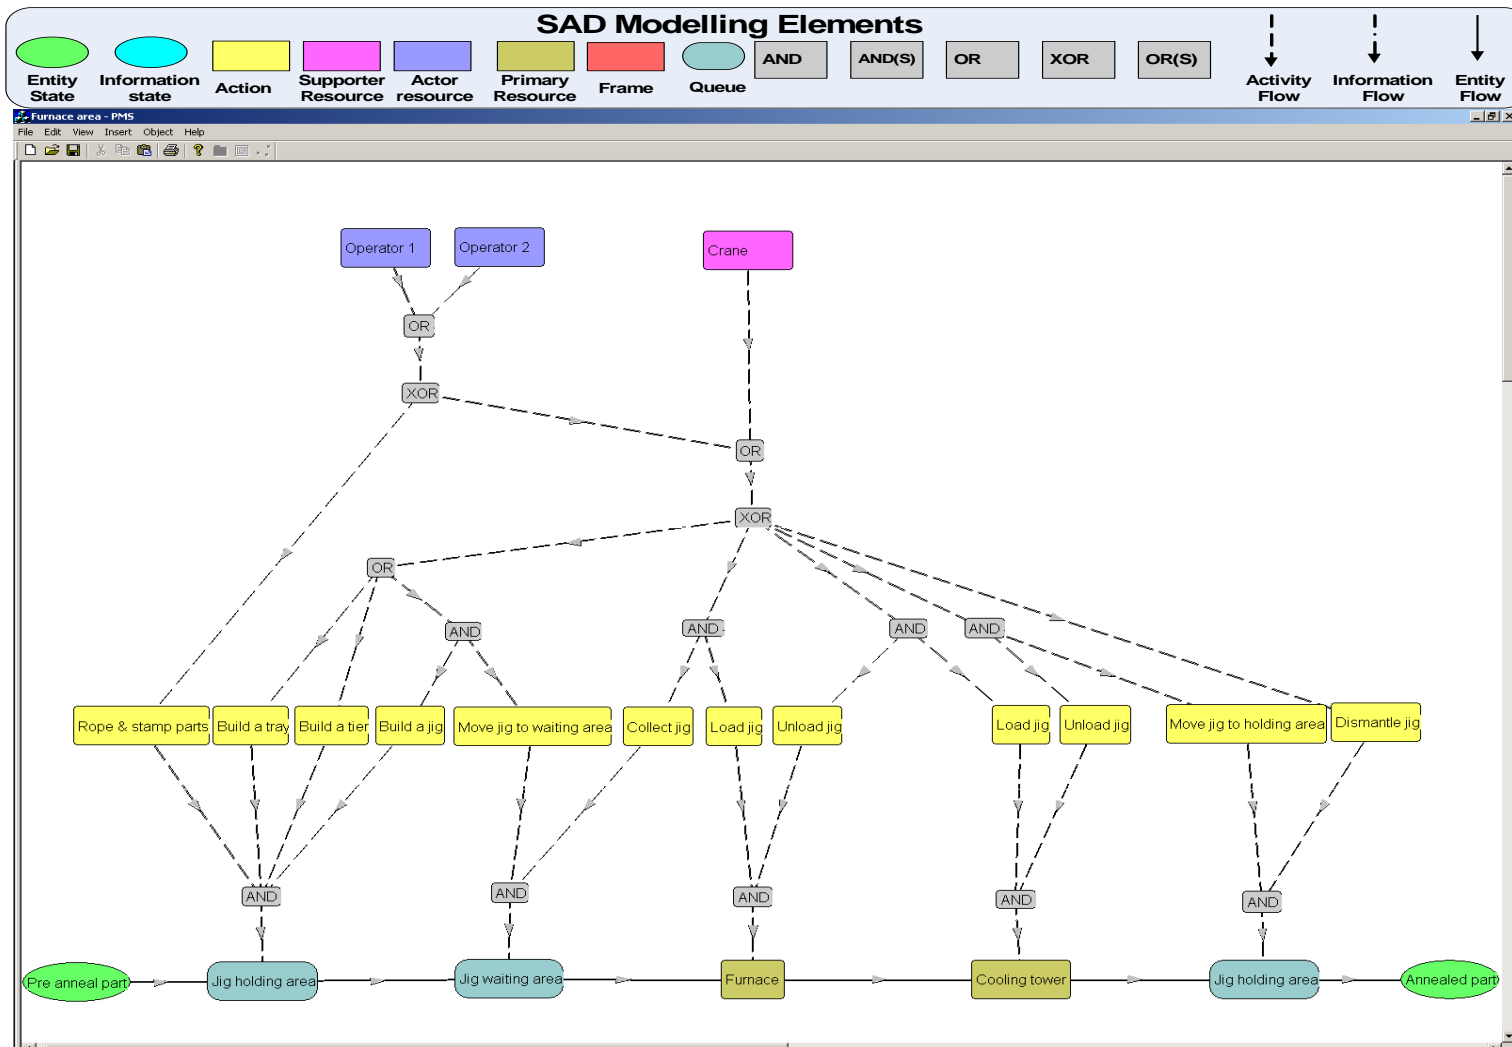 SAD Modelling Elements
AND
AND(S)
OR
XOR
OR(S)
Entity State
Information state
Action
Supporter Resource
Actor resource
Primary Resource
Frame
Queue
Activity Flow
Information Flow
Entity Flow
Furnace area - PMS
File Edit View Insert Object Help
Operator 1
Operator 2
Crane
OR
XOR
OR
XOR
OR
AND
AND
AND
AND
Rope & stamp parts
Build a tray
Build a tier
Build a jig
Move jig to waiting area
Collect jig
Load jig
Unload jig
Load jig
Unload jig
Move jig to holding area
Dismantle jig
AND
AND
AND
AND
AND
Pre anneal part
Jig holding area
Jig waiting area
Furnace
Cooling tower
Jig holding area
Annealed part